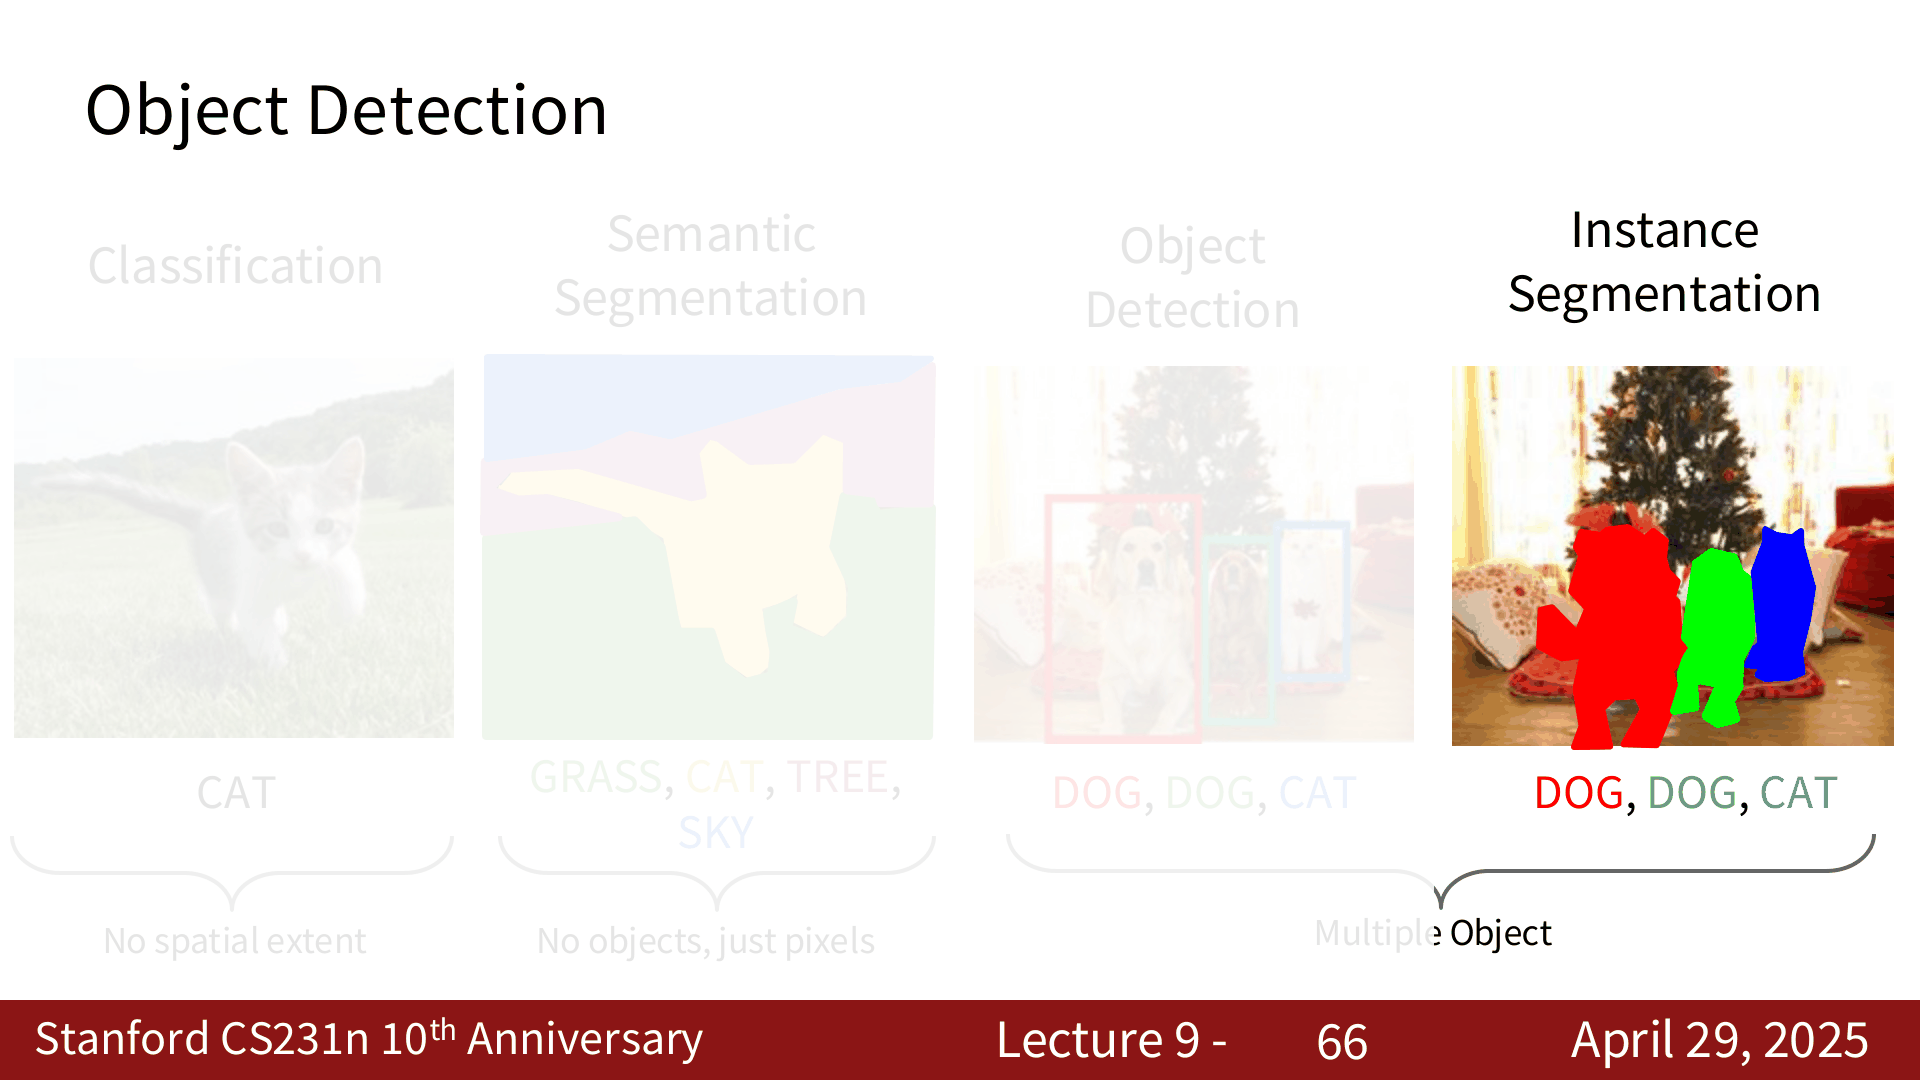 Object Detection
Classification
Semantic
Segmentation
Object
Detection
Instance
Segmentation
CAT
GRASS, CAT, TREE,
SKY
DOG, DOG, CAT
DOG, DOG, CAT
No spatial extent
No objects, just pixels
Multiple Object
Stanford CS231n 10th Anniversary
Lecture 9 - 66
April 29, 2025